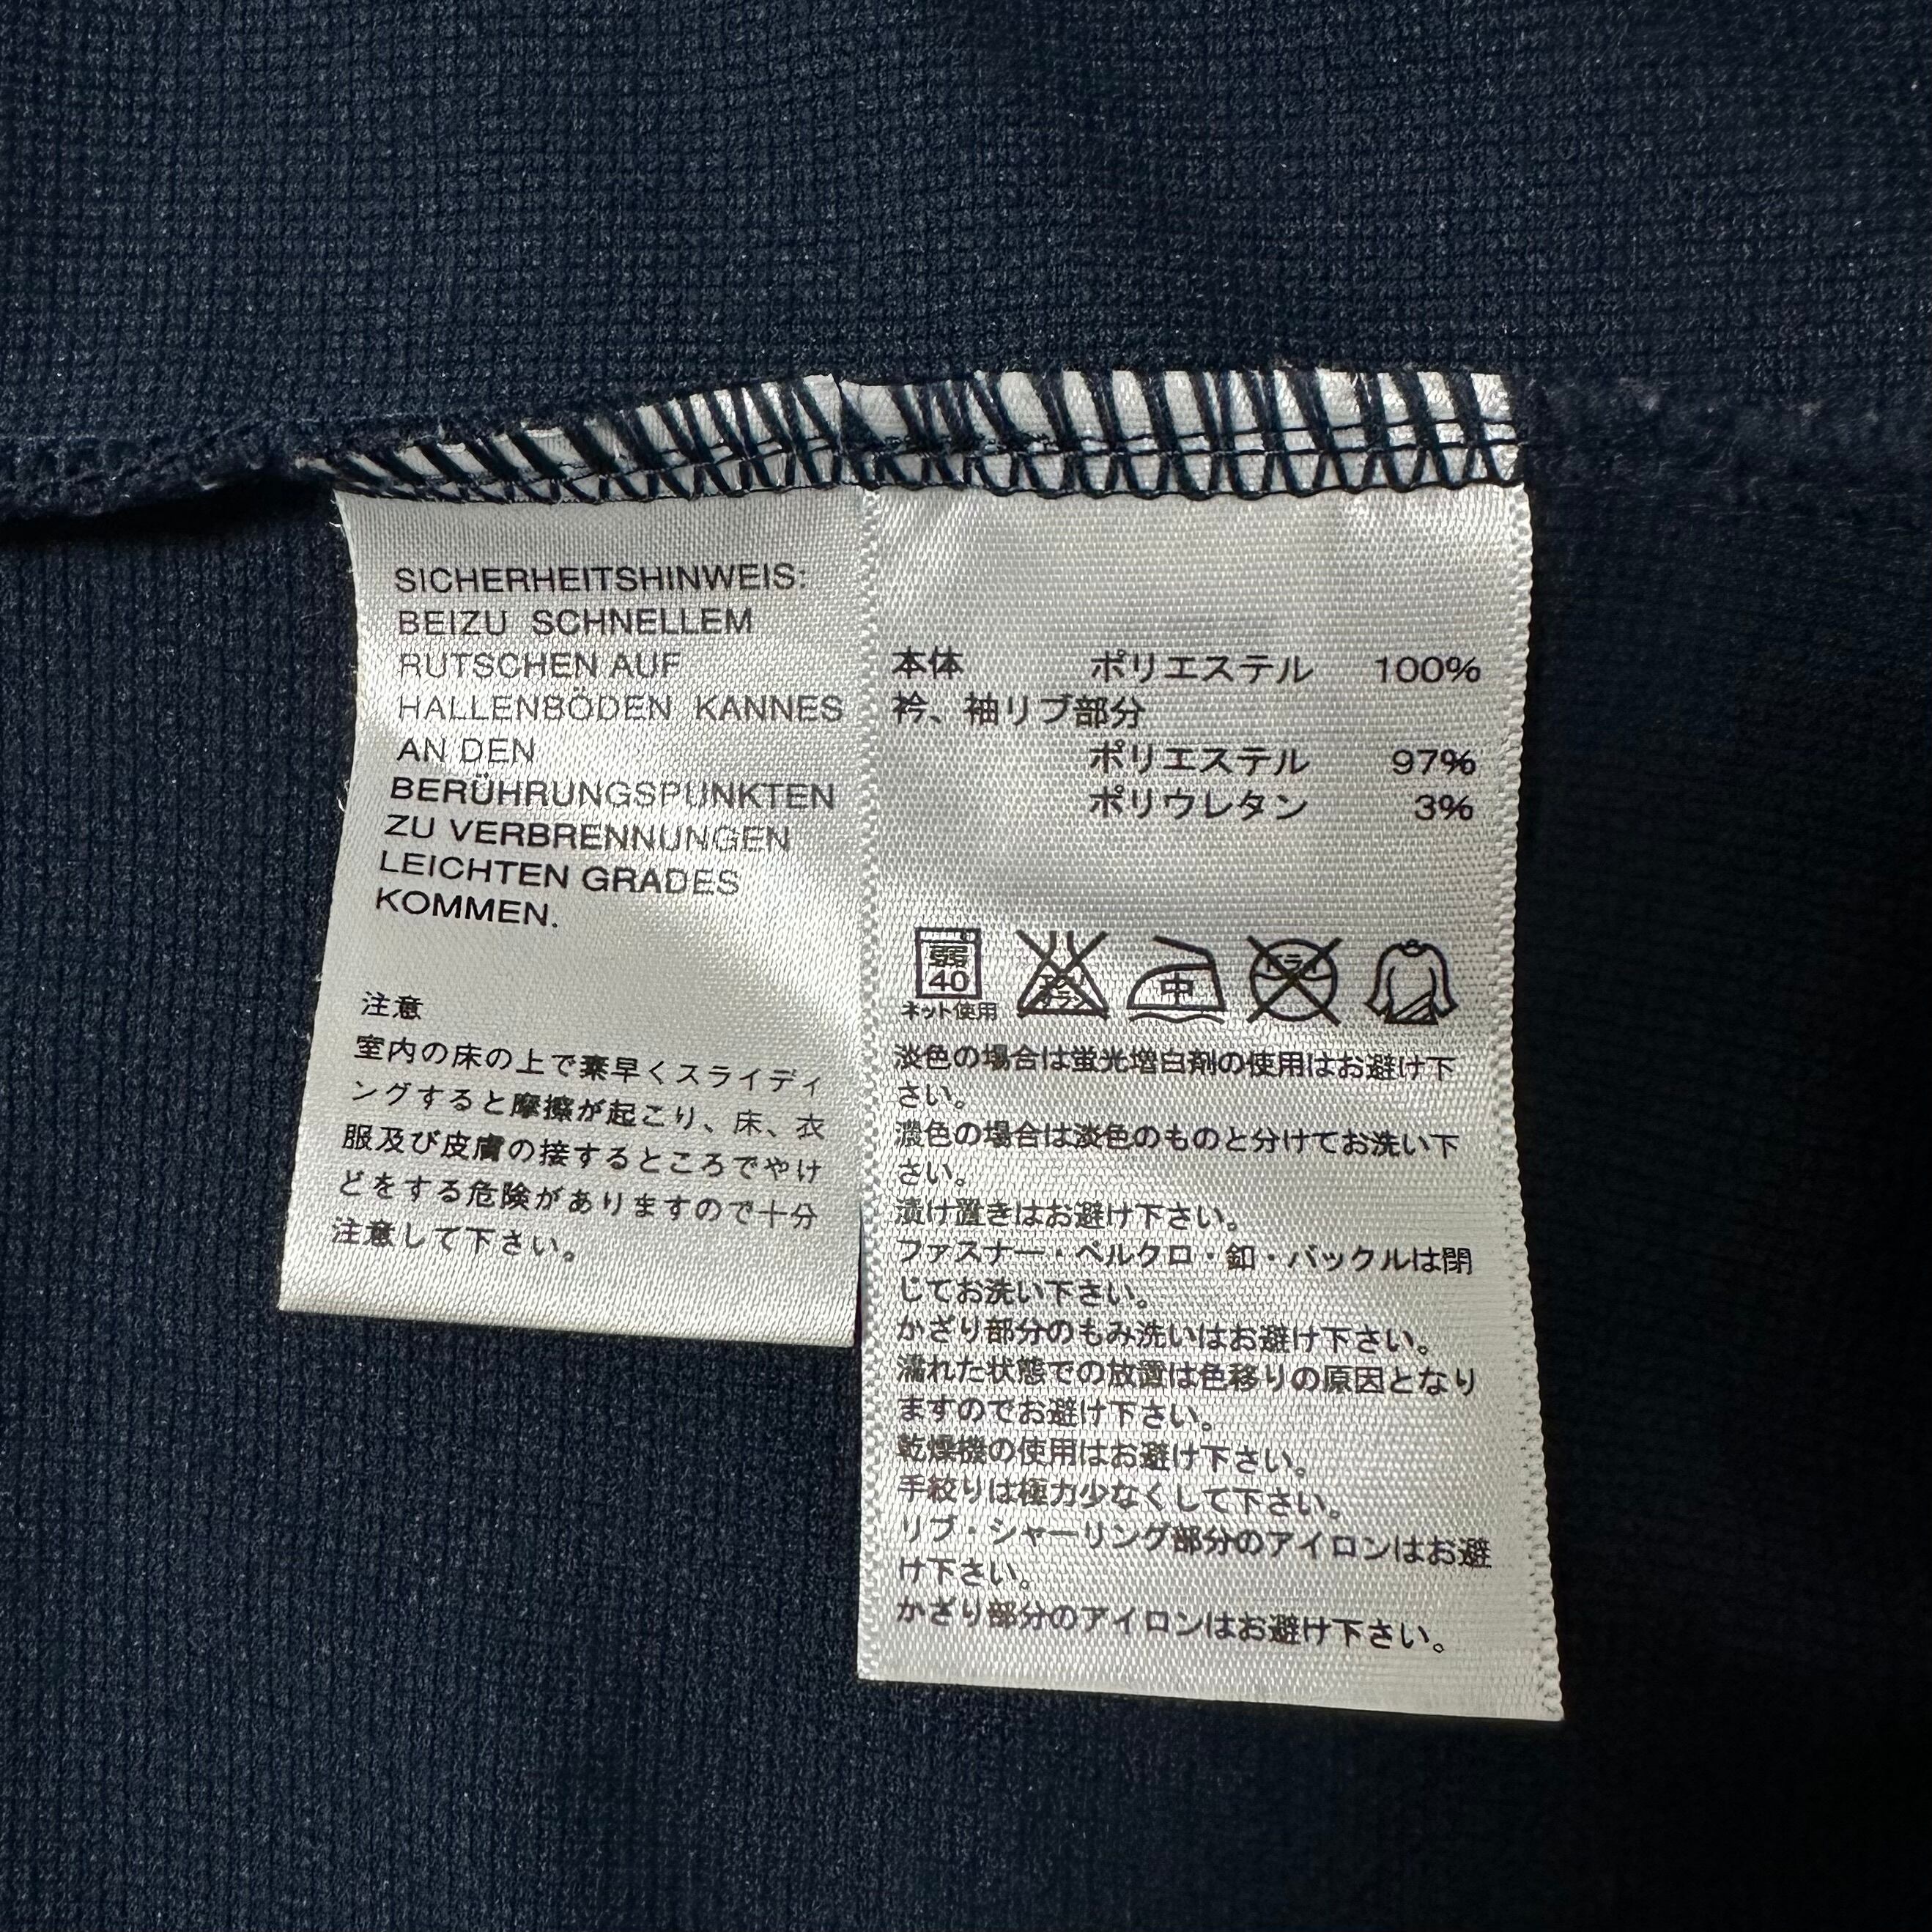 SICHERHEITSHINWEIS:
BEIZU SCHNELLEM
RUTSCHEN AUF
HALLENBÖDEN KANNES
AN DEN
BERÜHRUNGSPUNKTEN
ZU VERBRENNUNGEN
LEICHTEN GRADES
KOMMEN.
注意
室内の床の上で素早くスライディ
ングすると摩擦が起こり、床、衣
服及び皮膚の接するところでやけ
どをする危険がありますので十分
注意して下さい。
本体 ポリエステル 100%
衿、袖リブ部分
ポリエステル 97%
ポリウレタン 3%
弱
40
ネット使用
エンソ
サラシ
中
ドライ
淡色の場合は蛍光増白剤の使用はお避け下
さい。
濃色の場合は淡色のものと分けてお洗い下
さい。
漬け置きはお避け下さい。
ファスナー・ベルクロ・釦・バックルは閉
じてお洗い下さい。
かざり部分のもみ洗いはお避け下さい。
濡れた状態での放置は色移りの原因となり
ますのでお避け下さい。
乾燥機の使用はお避け下さい。
手絞りは極力少なくして下さい。
リブ・シャーリング部分のアイロンはお避
け下さい。
かざり部分のアイロンはお避け下さい。